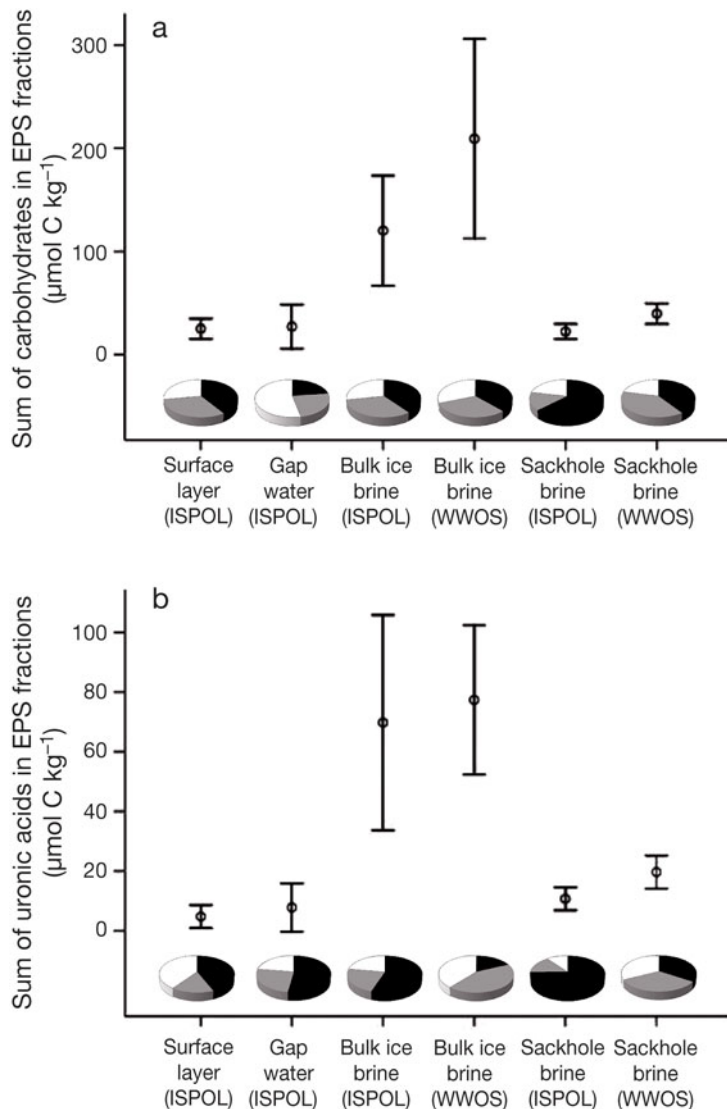 a
Sum of carbohydrates in EPS fractions
(µmol C kg⁻¹)
300
200
100
0
Surface
layer
(ISPOL)
Gap
water
(ISPOL)
Bulk ice
brine
(ISPOL)
Bulk ice
brine
(WWOS)
Sackhole
brine
(ISPOL)
Sackhole
brine
(WWOS)
b
Sum of uronic acids in EPS fractions
(µmol C kg⁻¹)
100
80
60
40
20
0
Surface
layer
(ISPOL)
Gap
water
(ISPOL)
Bulk ice
brine
(ISPOL)
Bulk ice
brine
(WWOS)
Sackhole
brine
(ISPOL)
Sackhole
brine
(WWOS)